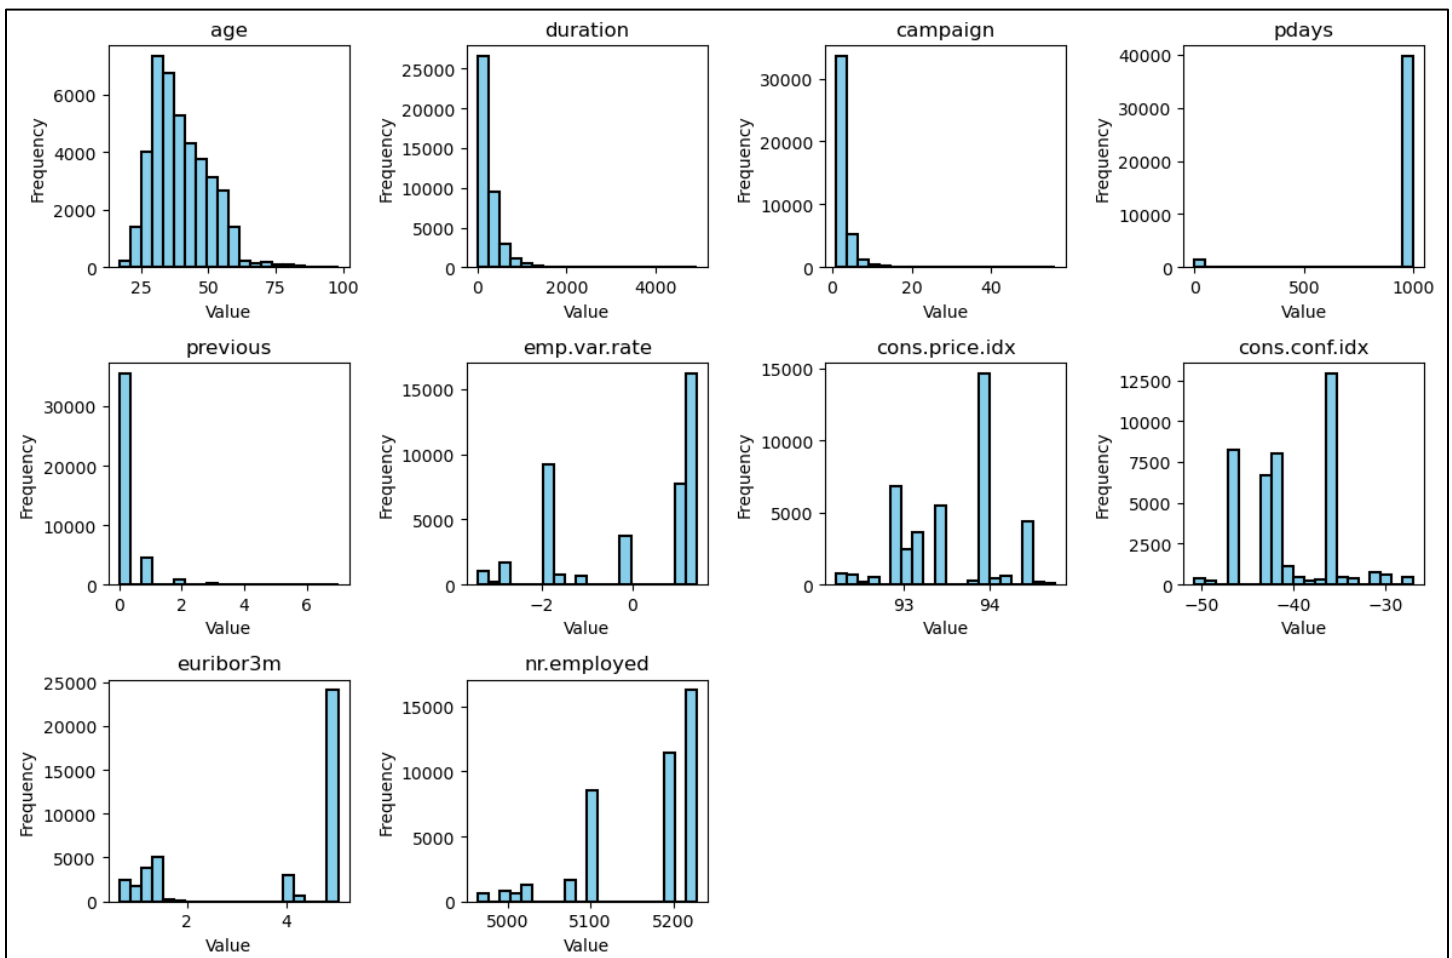 age
6000
4000
2000
0
Frequency
25 50 75 100
Value
duration
25000
20000
15000
10000
5000
0
Frequency
0 2000 4000
Value
campaign
30000
20000
10000
0
Frequency
0 20 40
Value
pdays
40000
30000
20000
10000
0
Frequency
0 500 1000
Value
previous
30000
20000
10000
0
Frequency
0 2 4 6
Value
emp.var.rate
15000
10000
5000
0
Frequency
−2 0
Value
cons.price.idx
15000
10000
5000
0
Frequency
93 94
Value
cons.conf.idx
12500
10000
7500
5000
2500
0
Frequency
−50 −40 −30
Value
euribor3m
25000
20000
15000
10000
5000
0
Frequency
2 4
Value
nr.employed
15000
10000
5000
0
Frequency
5000 5100 5200
Value